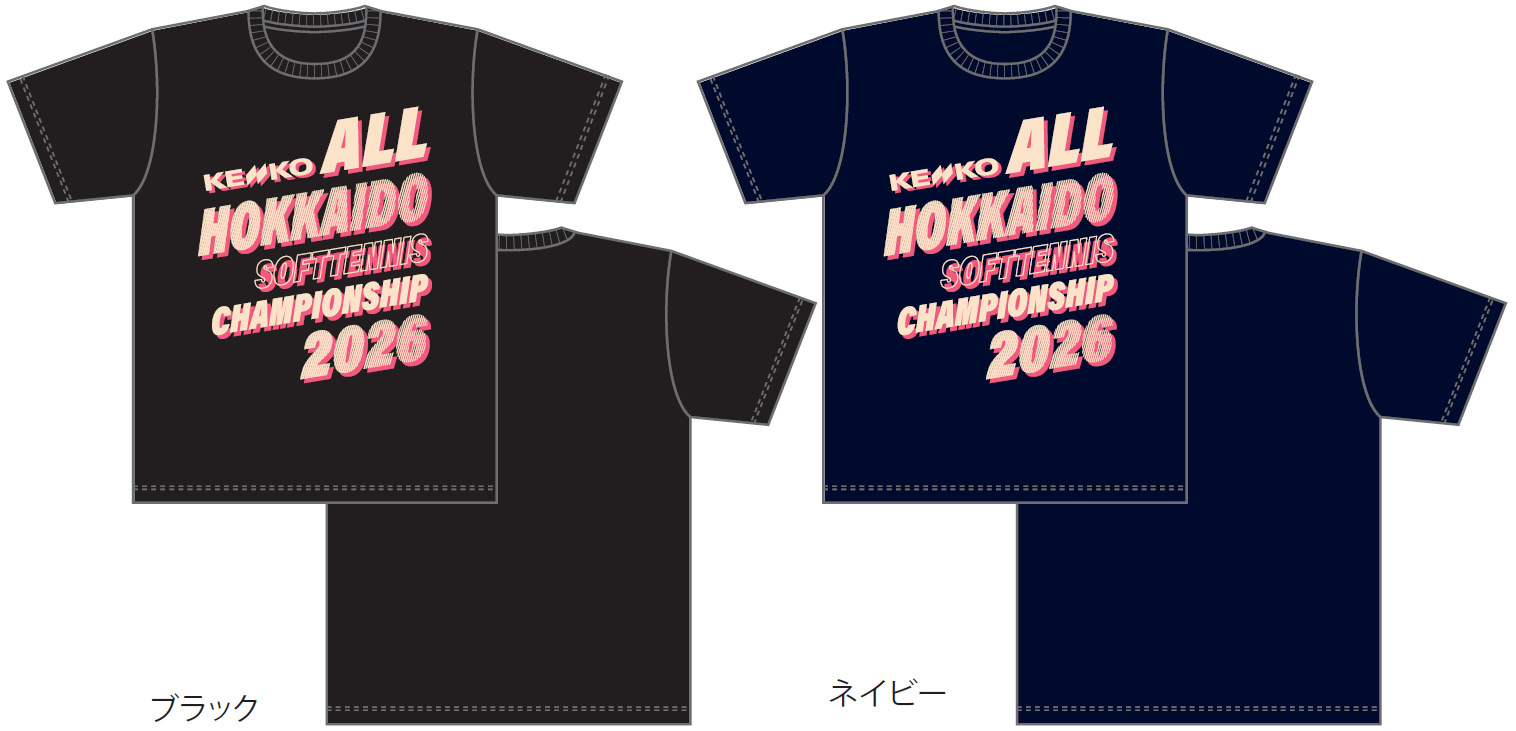 KENKO ALL
HOKKAIDO
SOFTTENNIS
CHAMPIONSHIP
2026
KENKO ALL
HOKKAIDO
SOFTTENNIS
CHAMPIONSHIP
2026
ブラック
ネイビー